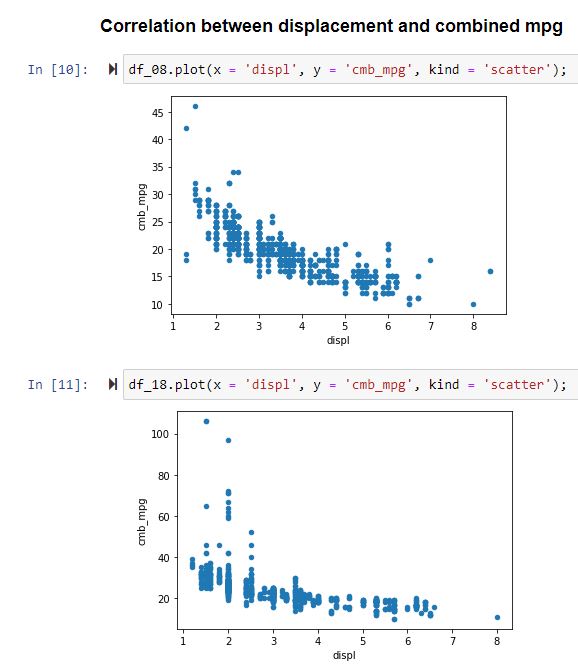 Correlation between displacement and combined mpg
In [10]: df_08.plot(x = 'displ', y = 'cmb_mpg', kind = 'scatter');
45
40
35
30
25
20
15
10
cmb_mpg
1 2 3 4 5 6 7 8
displ
In [11]: df_18.plot(x = 'displ', y = 'cmb_mpg', kind = 'scatter');
100
80
60
40
20
cmb_mpg
1 2 3 4 5 6 7 8
displ